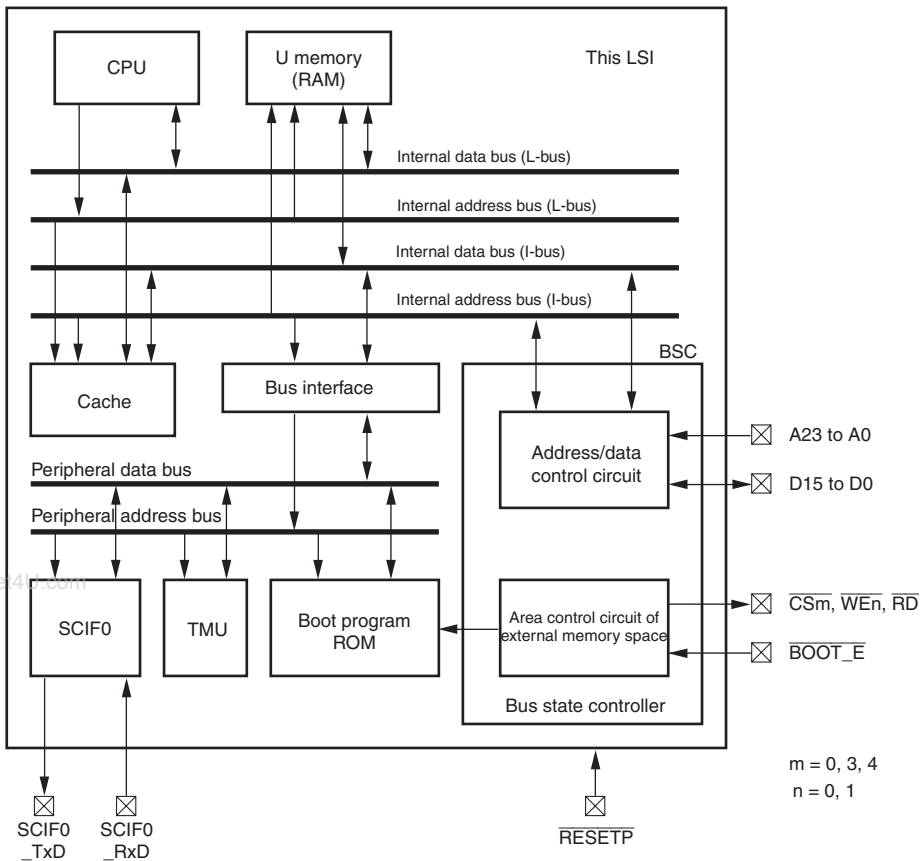 CPU
U memory
(RAM)
This LSI
Internal data bus (L-bus)
Internal address bus (L-bus)
Internal data bus (I-bus)
Internal address bus (I-bus)
BSC
Cache
Bus interface
Address/data
control circuit
A23 to A0
D15 to D0
Peripheral data bus
Peripheral address bus
et4U.com
SCIF0
TMU
Boot program
ROM
Area control circuit of
external memory space
CSm, WEn, RD
BOOT_E
Bus state controller
m = 0, 3, 4
n = 0, 1
SCIF0
_TxD
SCIF0
_RxD
RESETP